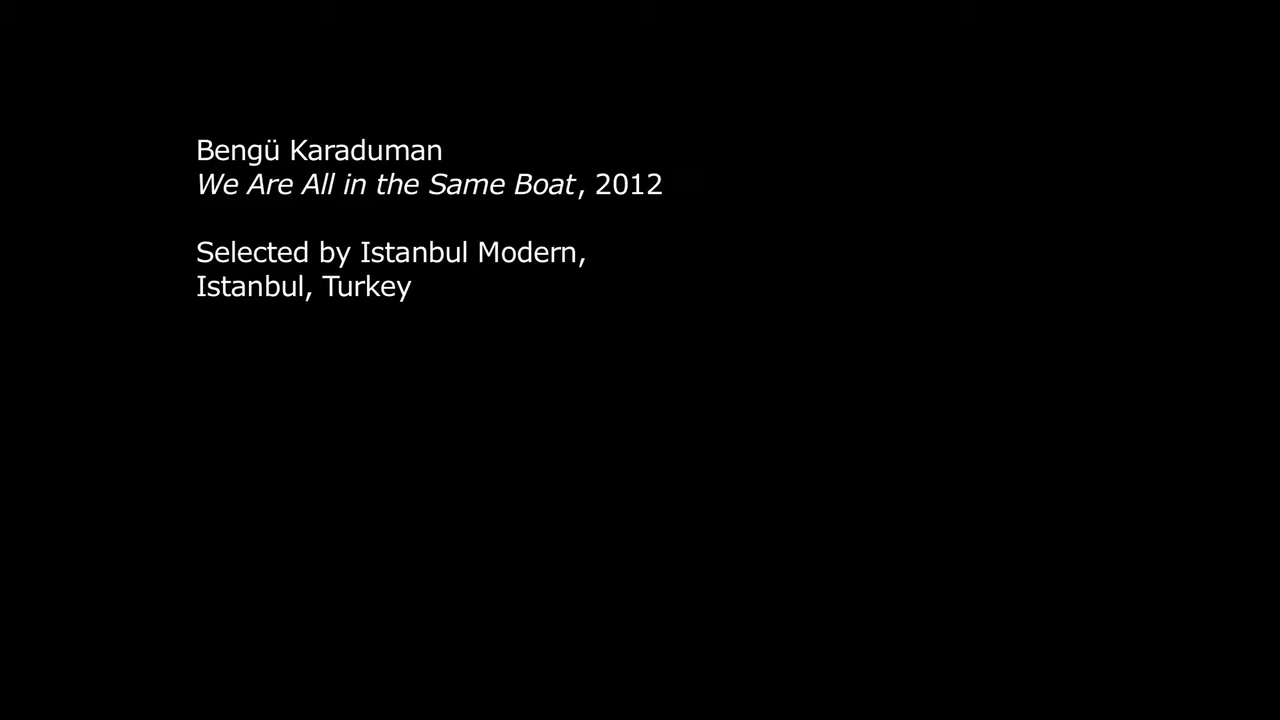 Bengü Karaduman
We Are All in the Same Boat, 2012
Selected by Istanbul Modern,
Istanbul, Turkey